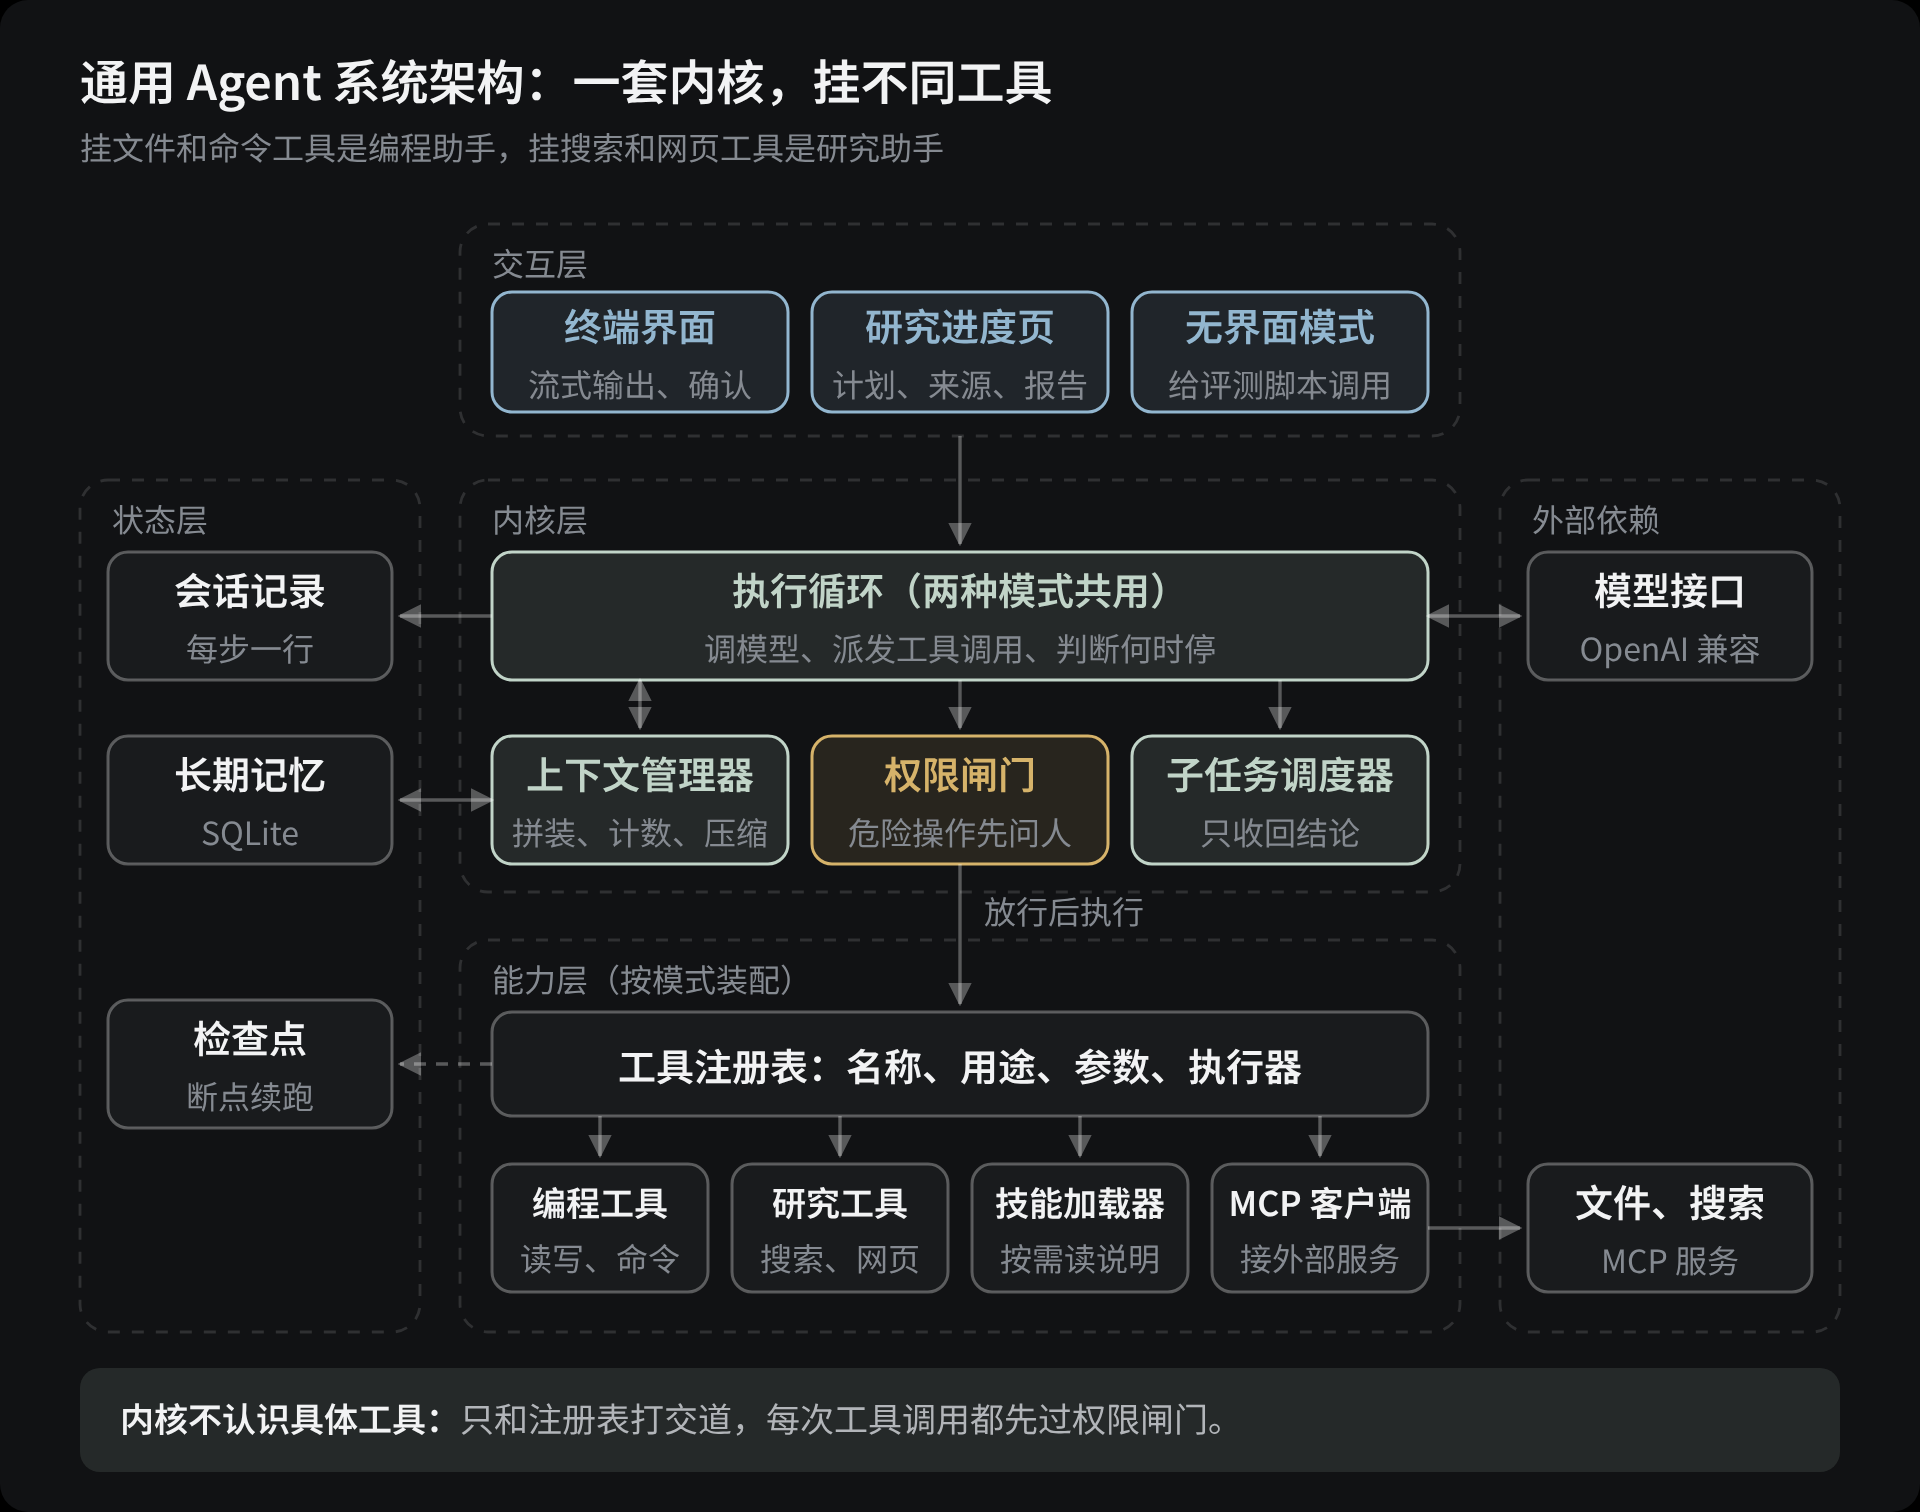 通用 Agent 系统架构：一套内核，挂不同工具
挂文件和命令工具是编程助手，挂搜索和网页工具是研究助手
交互层
终端界面
流式输出、确认
研究进度页
计划、来源、报告
无界面模式
给评测脚本调用
状态层
会话记录
每步一行
长期记忆
SQLite
检查点
断点续跑
内核层
执行循环（两种模式共用）
调模型、派发工具调用、判断何时停
上下文管理器
拼装、计数、压缩
权限闸门
危险操作先问人
子任务调度器
只收回结论
放行后执行
能力层（按模式装配）
工具注册表：名称、用途、参数、执行器
编程工具
读写、命令
研究工具
搜索、网页
技能加载器
按需读说明
MCP 客户端
接外部服务
外部依赖
模型接口
OpenAI 兼容
文件、搜索
MCP 服务
内核不认识具体工具：只和注册表打交道，每次工具调用都先过权限闸门。